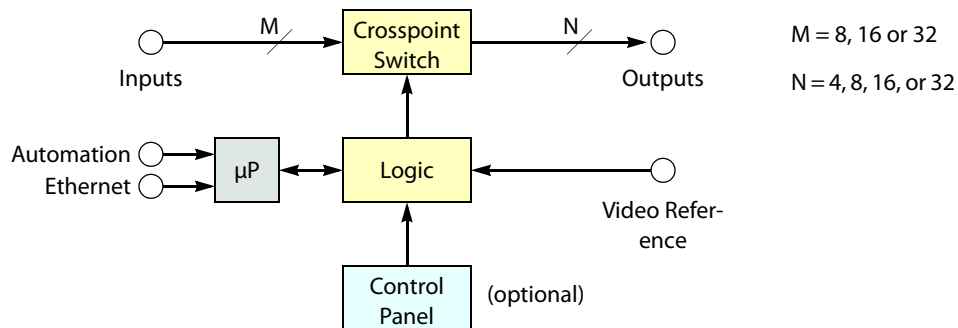 M
Crosspoint
Switch
N
M = 8, 16 or 32
Inputs
Outputs
N = 4, 8, 16, or 32
Automation
Ethernet
µP
Logic
Video Refer-
ence
Control
Panel
(optional)